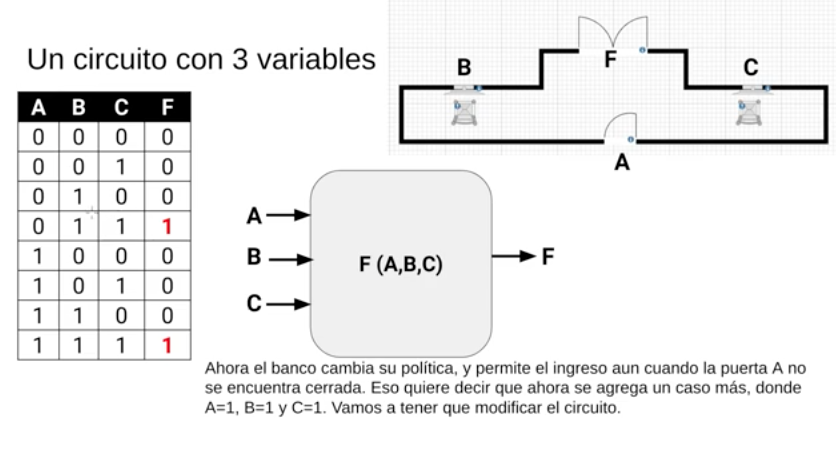 Un circuito con 3 variables
B
F
C
A
A B C F
0 0 0 0
0 0 1 0
0 1 0 0
0 1 1 1
1 0 0 0
1 0 1 0
1 1 0 0
1 1 1 1
A
B
C
F (A,B,C)
F
Ahora el banco cambia su política, y permite el ingreso aun cuando la puerta A no
se encuentra cerrada. Eso quiere decir que ahora se agrega un caso más, donde
A=1, B=1 y C=1. Vamos a tener que modificar el circuito.